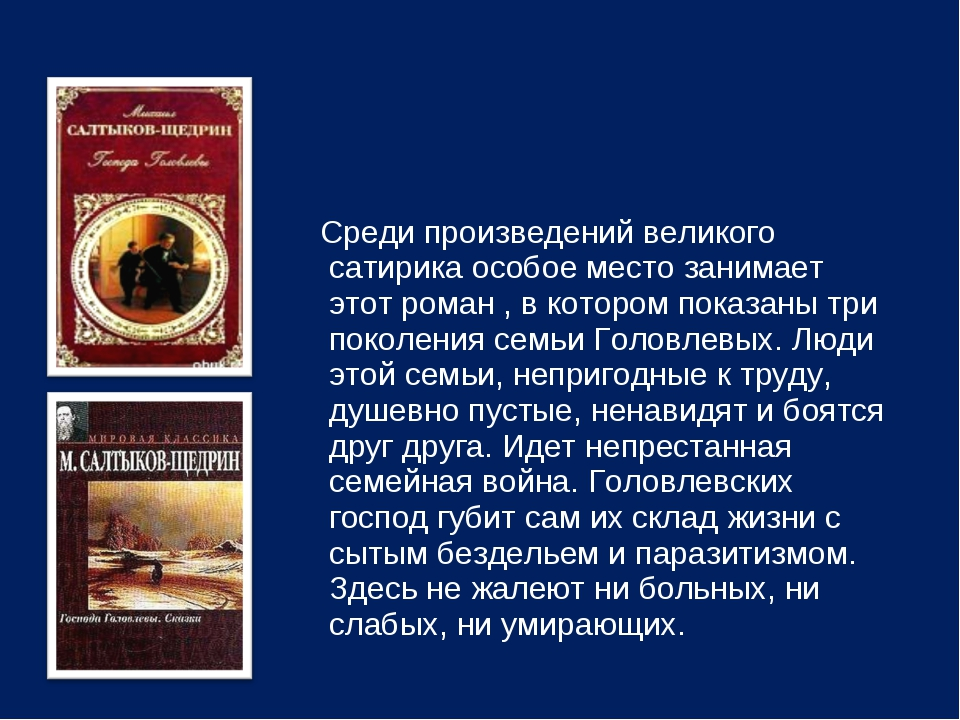 Михаил
САЛТЫКОВ-ЩЕДРИН
Господа Головлевы
МИРОВАЯ КЛАССИКА
М. САЛТЫКОВ-ЩЕДРИН
Господа Головлевы. Сказки
Среди произведений великого
сатирика особое место занимает
этот роман , в котором показаны три
поколения семьи Головлевых. Люди
этой семьи, непригодные к труду,
душевно пустые, ненавидят и боятся
друг друга. Идет непрестанная
семейная война. Головлевских
господ губит сам их склад жизни с
сытым бездельем и паразитизмом.
Здесь не жалеют ни больных, ни
слабых, ни умирающих.